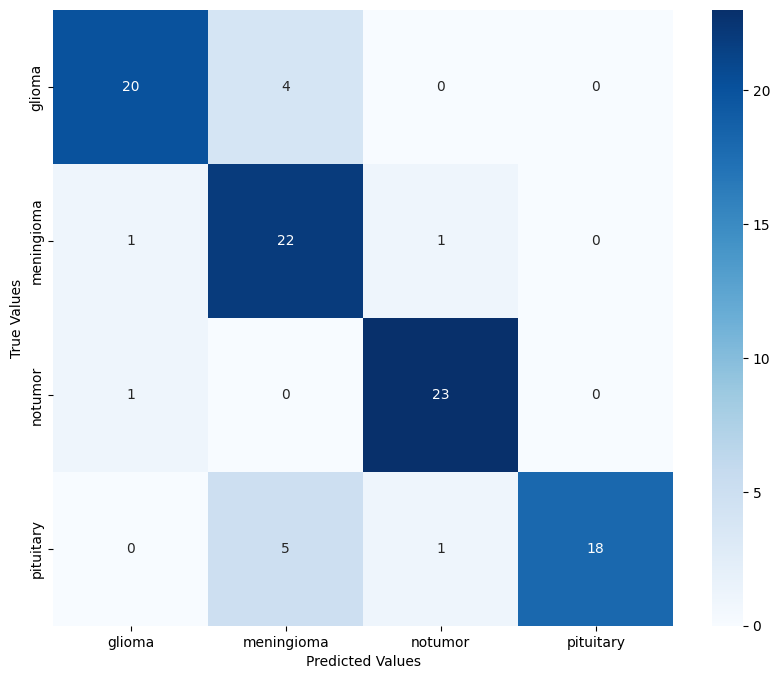 glioma 20 4 0 0
meningioma 1 22 1 0
notumor 1 0 23 0
pituitary 0 5 1 18
glioma meningioma notumor pituitary
True Values
Predicted Values
20
15
10
5
0